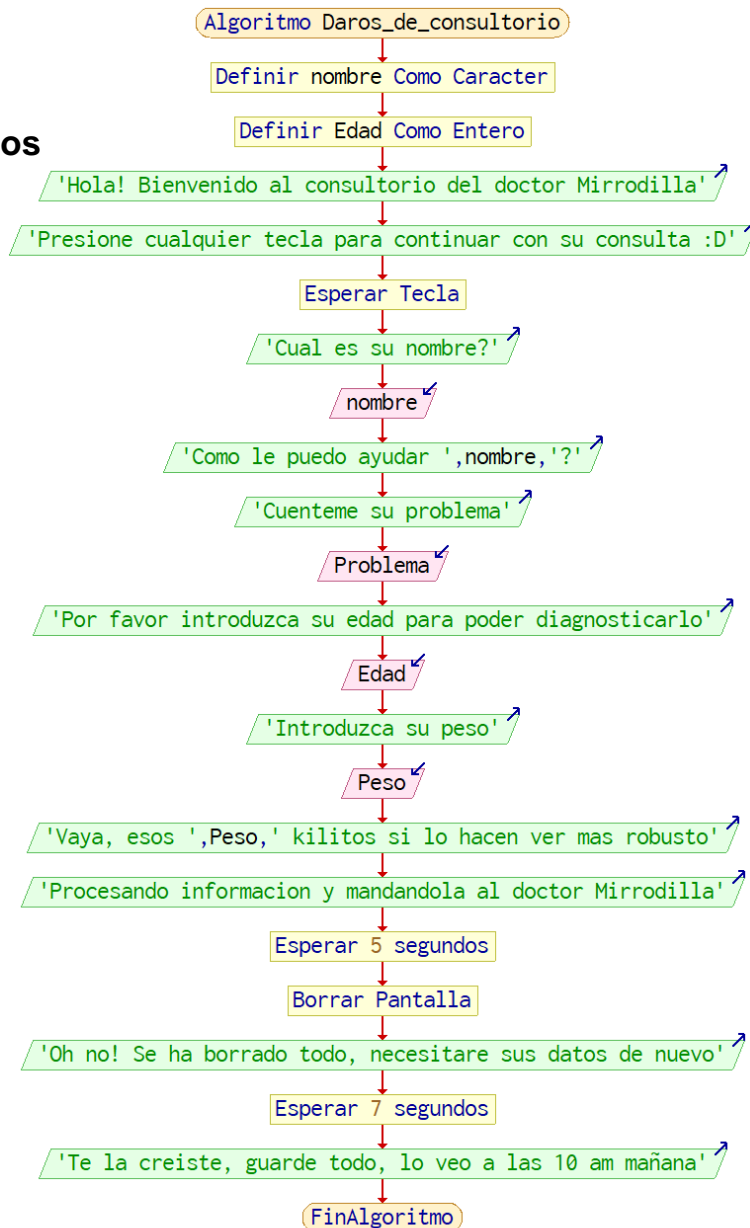 Algoritmo Daros_de_consultorio
Definir nombre Como Caracter
Definir Edad Como Entero
os
'Hola! Bienvenido al consultorio del doctor Mirrodilla'
'Presione cualquier tecla para continuar con su consulta :D'
Esperar Tecla
'Cual es su nombre?'
nombre
'Como le puedo ayudar ',nombre,'?'
'Cuenteme su problema'
Problema
'Por favor introduzca su edad para poder diagnosticarlo'
Edad
'Introduzca su peso'
Peso
'Vaya, esos ',Peso,' kilitos si lo hacen ver mas robusto'
'Procesando informacion y mandandola al doctor Mirrodilla'
Esperar 5 segundos
Borrar Pantalla
'Oh no! Se ha borrado todo, necesitare sus datos de nuevo'
Esperar 7 segundos
'Te la creiste, guarde todo, lo veo a las 10 am mañana'
FinAlgoritmo